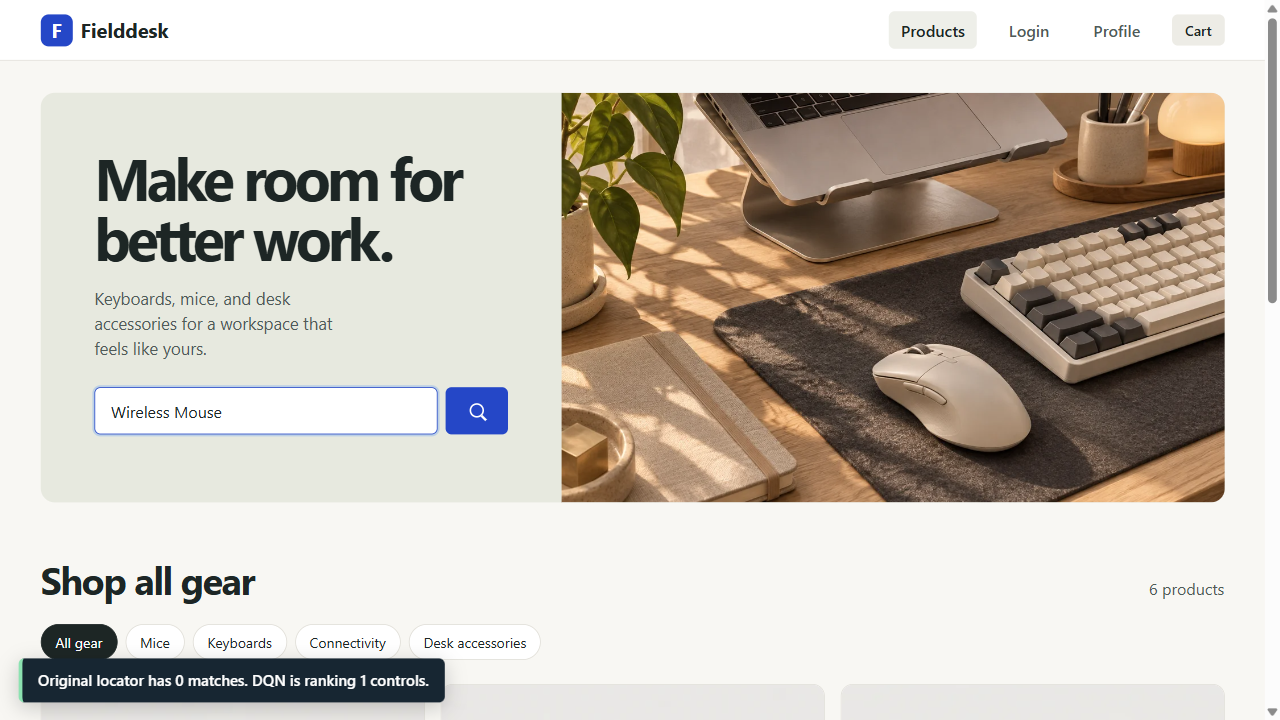 F Fielddesk
Products Login Profile Cart
Make room for
better work.
Keyboards, mice, and desk
accessories for a workspace that
feels like yours.
Wireless Mouse
Shop all gear
6 products
All gear Mice Keyboards Connectivity Desk accessories
Original locator has 0 matches. DQN is ranking 1 controls.